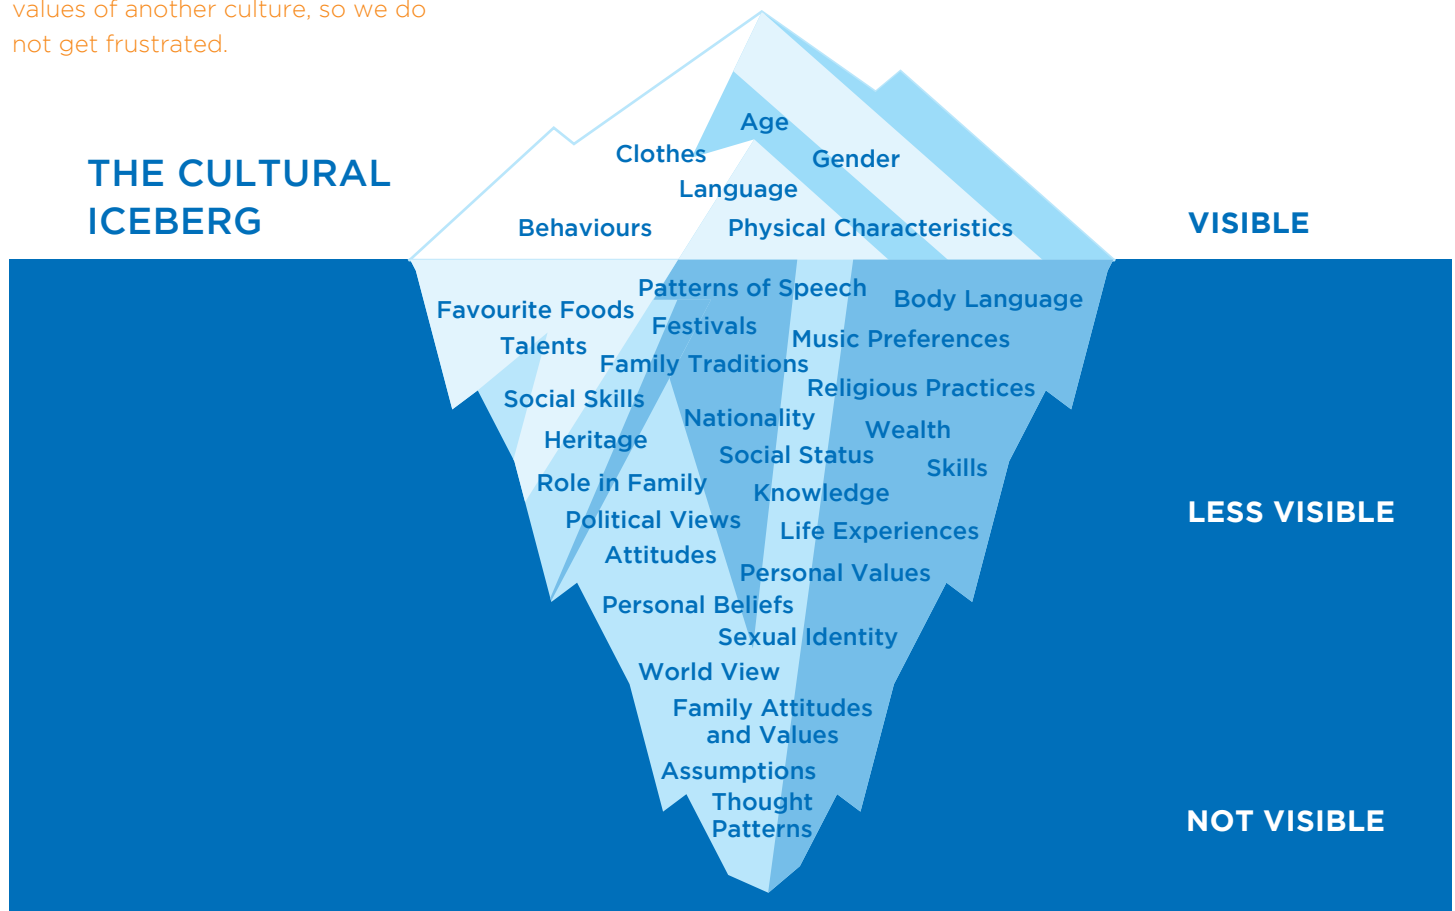 values of another culture, so we do
not get frustrated.
THE CULTURAL
ICEBERG
Age
Clothes
Gender
Language
Behaviours
Physical Characteristics
VISIBLE
Patterns of Speech
Body Language
Favourite Foods
Festivals
Music Preferences
Talents
Family Traditions
Religious Practices
Social Skills
Nationality
Wealth
Heritage
Social Status
Skills
Role in Family
Knowledge
LESS VISIBLE
Political Views
Life Experiences
Attitudes
Personal Values
Personal Beliefs
Sexual Identity
World View
Family Attitudes
and Values
Assumptions
Thought
Patterns
NOT VISIBLE